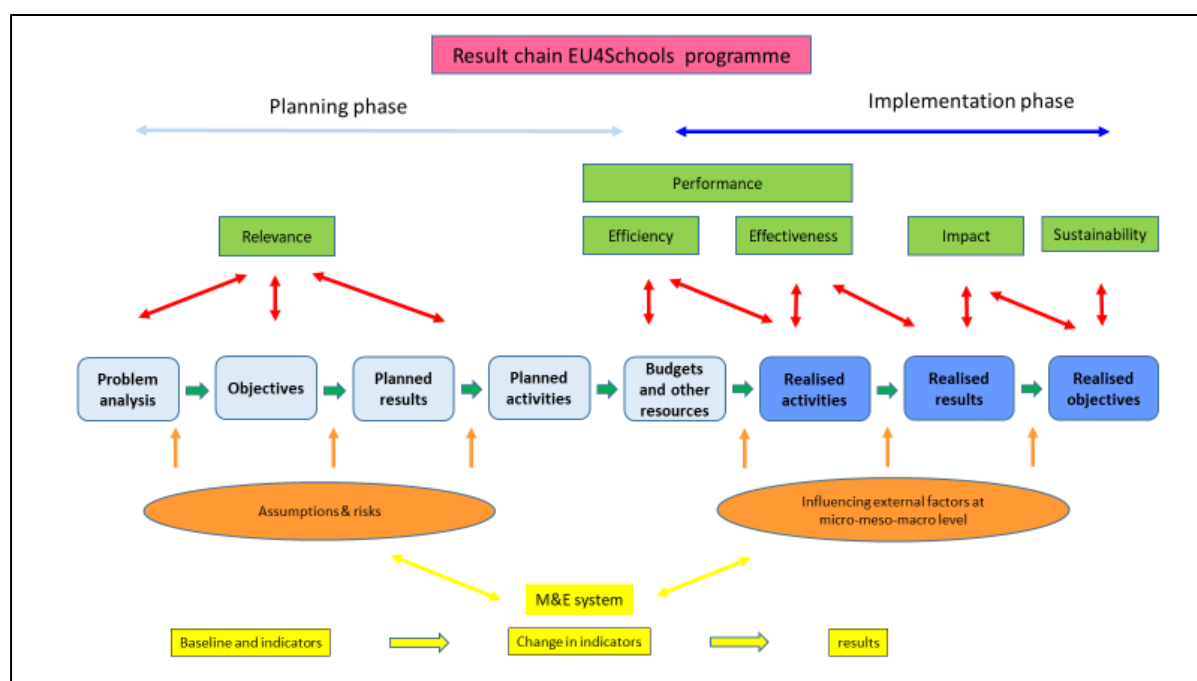 Result chain EU4Schools programme
Planning phase
Implementation phase
Performance
Relevance
Efficiency
Effectiveness
Impact
Sustainability
Problem
analysis
Objectives
Planned
results
Planned
activities
Budgets
and other
resources
Realised
activities
Realised
results
Realised
objectives
Assumptions & risks
Influencing external factors at
micro-meso-macro level
M&E system
Baseline and indicators
Change in indicators
results